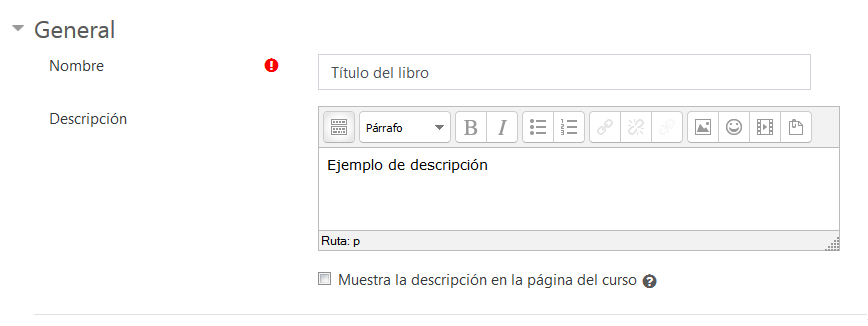 General
Nombre
Título del libro
Descripción
Párrafo
B I
Ejemplo de descripción
Ruta: p
Muestra la descripción en la página del curso